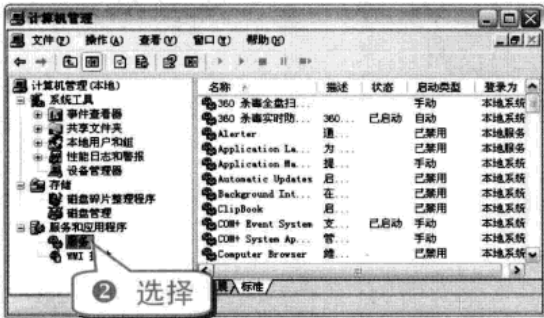 计算机管理
文件(F) 操作(A) 查看(V) 窗口(W) 帮助(H)
计算机管理(本地)
系统工具
事件查看器
共享文件夹
本地用户和组
性能日志和警报
设备管理器
存储
磁盘碎片整理程序
磁盘管理
服务和应用程序
服务
WMI
名称 描述 状态 启动类型 登录为
360 杀毒全盘扫... 手动 本地系统
360 杀毒实时防... 360... 已启动 自动 本地系统
Alerter 通... 已禁用 本地服务
Application La... 为... 已禁用 本地系统
Application Ma... 提... 手动 本地系统
Automatic Updates 启... 已禁用 本地系统
Background Int... 在... 已禁用 本地系统
ClipBook 启... 已禁用 本地系统
COM+ Event System 支... 已启动 手动 本地系统
COM+ System Ap... 管... 手动 本地系统
Computer Browser 维... 已禁用 本地系统
标准
❷ 选择